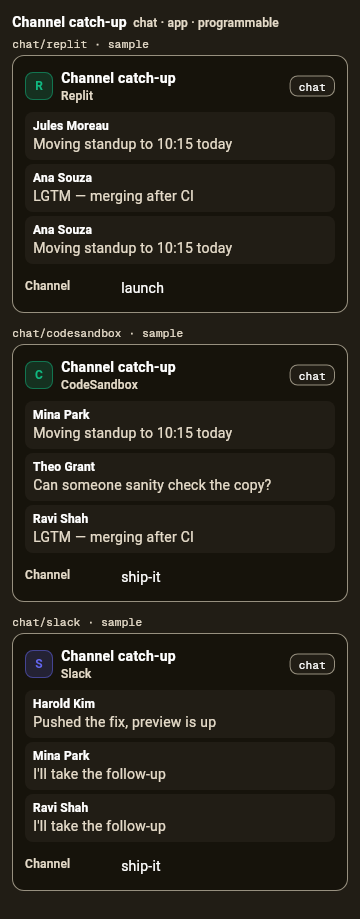 Channel catch-up chat · app · programmable
chat/replit · sample
R
Channel catch-up
Replit
chat
Jules Moreau
Moving standup to 10:15 today
Ana Souza
LGTM — merging after CI
Ana Souza
Moving standup to 10:15 today
Channel launch
chat/codesandbox · sample
C
Channel catch-up
CodeSandbox
chat
Mina Park
Moving standup to 10:15 today
Theo Grant
Can someone sanity check the copy?
Ravi Shah
LGTM — merging after CI
Channel ship-it
chat/slack · sample
S
Channel catch-up
Slack
chat
Harold Kim
Pushed the fix, preview is up
Mina Park
I'll take the follow-up
Ravi Shah
I'll take the follow-up
Channel ship-it